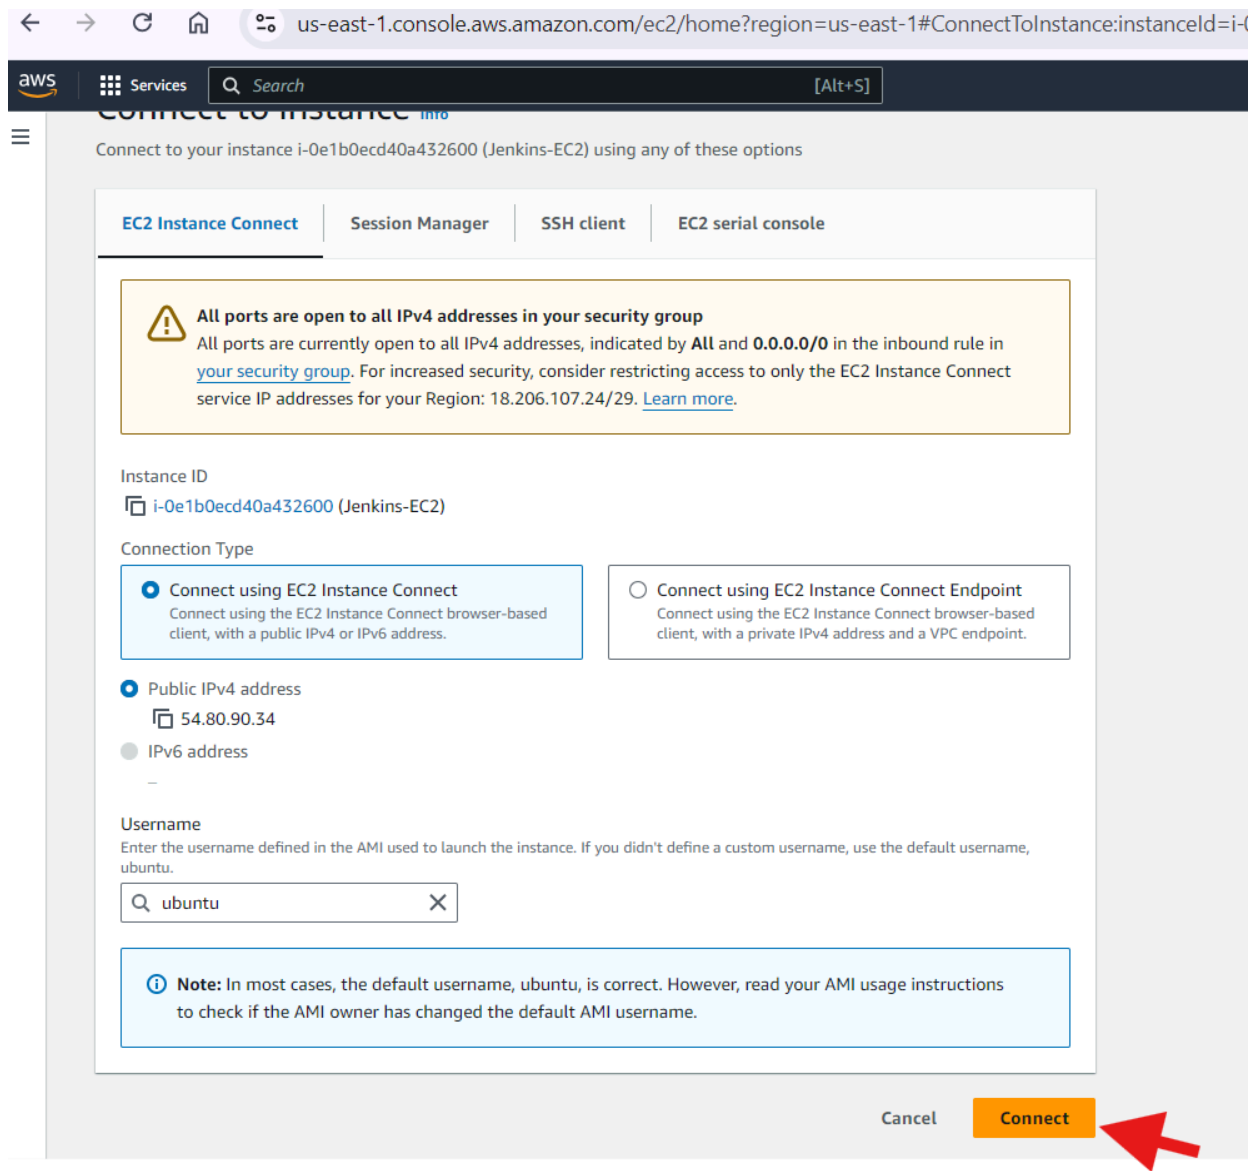 us-east-1.console.aws.amazon.com/ec2/home?region=us-east-1#ConnectToInstance:instanceId=i-
aws
Services
Search
[Alt+S]
Connect to Instance Info
Connect to your instance i-0e1b0ecd40a432600 (Jenkins-EC2) using any of these options
EC2 Instance Connect
Session Manager
SSH client
EC2 serial console
All ports are open to all IPv4 addresses in your security group
All ports are currently open to all IPv4 addresses, indicated by All and 0.0.0.0/0 in the inbound rule in
your security group. For increased security, consider restricting access to only the EC2 Instance Connect
service IP addresses for your Region: 18.206.107.24/29. Learn more.
Instance ID
i-0e1b0ecd40a432600 (Jenkins-EC2)
Connection Type
Connect using EC2 Instance Connect
Connect using the EC2 Instance Connect browser-based
client, with a public IPv4 or IPv6 address.
Connect using EC2 Instance Connect Endpoint
Connect using the EC2 Instance Connect browser-based
client, with a private IPv4 address and a VPC endpoint.
Public IPv4 address
54.80.90.34
IPv6 address
–
Username
Enter the username defined in the AMI used to launch the instance. If you didn't define a custom username, use the default username,
ubuntu.
ubuntu
Note: In most cases, the default username, ubuntu, is correct. However, read your AMI usage instructions
to check if the AMI owner has changed the default AMI username.
Cancel
Connect